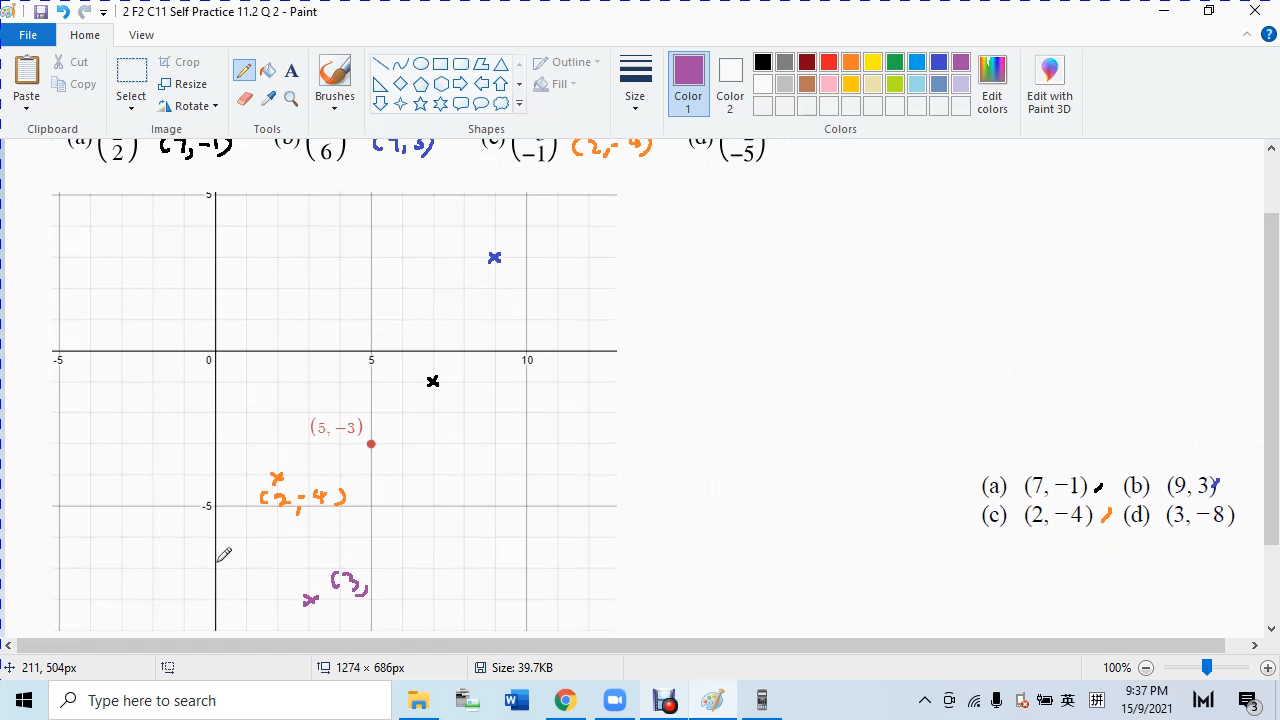 2 F2 C11 Self Practice 11.2 Q 2 - Paint
File Home View
Paste Cut Copy
Select Crop Resize Rotate
Brushes Outline Fill Size
Color 1 Color 2 Edit colors Edit with Paint 3D
Clipboard Image Tools Shapes Colors
(a) 2 (7, -1) (b) 6 (9, 3) (c) -1 (2, -4) (d) -5
5
-5 0 5 10
(5, -3)
(2, -4)
-5
(3,
(a) (7, -1) (b) (9, 3)
(c) (2, -4) (d) (3, -8)
211, 504px 1274 × 686px Size: 39.7KB 100%
Type here to search
英 拼 9:37 PM
15/9/2021 3